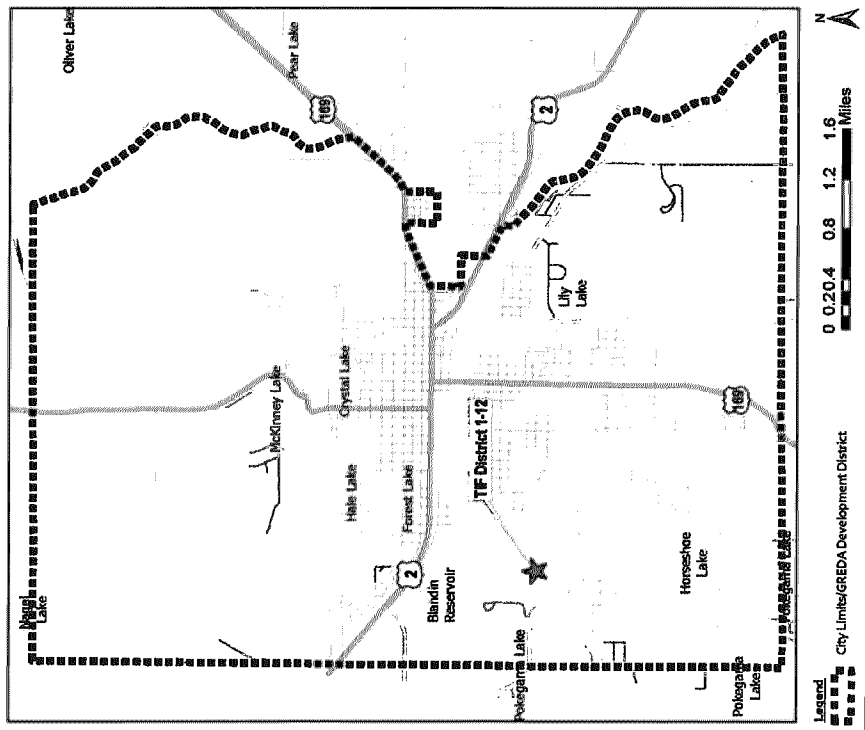 Oliver Lake
Pear Lake
169
2
Nagel
Lake
McKinney Lake
Crystal Lake
Hale Lake
Forest Lake
TIF District 1-12
2
Blandin
Reservoir
Lily
Lake
169
Horseshoe
Lake
Pokegama Lake
Pokegama Lake
Pokegama
Lake
N
0 0.2 0.4 0.8 1.2 1.6
Miles
Legend
City Limits/GREDA Development District